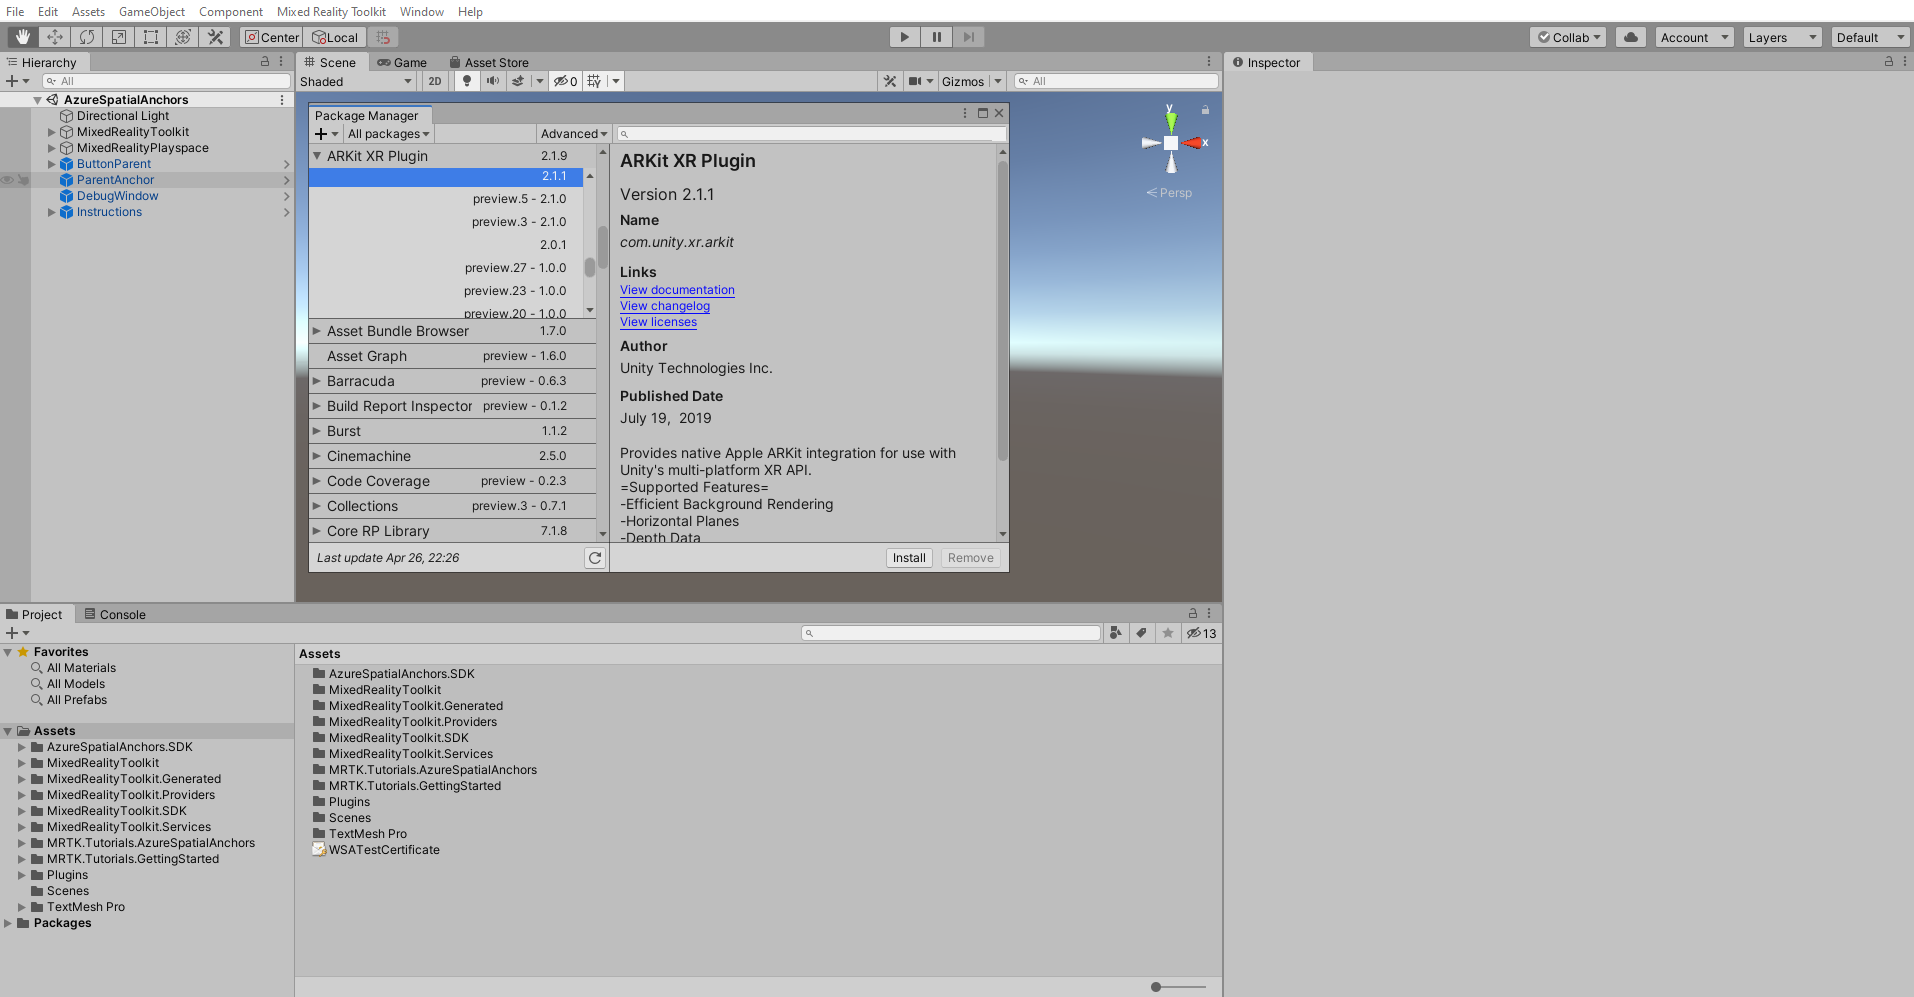 File Edit Assets GameObject Component Mixed Reality Toolkit Window Help
Center Local Collab Account Layers Default
Hierarchy
All
AzureSpatialAnchors
Directional Light
MixedRealityToolkit
MixedRealityPlayspace
ButtonParent
ParentAnchor
DebugWindow
Instructions
Scene Game Asset Store
Shaded 2D 0 Gizmos All
y
x
Persp
Package Manager
All packages Advanced
ARKit XR Plugin 2.1.9
2.1.1
preview.5 - 2.1.0
preview.3 - 2.1.0
2.0.1
preview.27 - 1.0.0
preview.23 - 1.0.0
preview.20 - 1.0.0
Asset Bundle Browser 1.7.0
Asset Graph preview - 1.6.0
Barracuda preview - 0.6.3
Build Report Inspector preview - 0.1.2
Burst 1.1.2
Cinemachine 2.5.0
Code Coverage preview - 0.2.3
Collections preview.3 - 0.7.1
Core RP Library 7.1.8
Last update Apr 26, 22:26
ARKit XR Plugin
Version 2.1.1
Name
com.unity.xr.arkit
Links
View documentation
View changelog
View licenses
Author
Unity Technologies Inc.
Published Date
July 19, 2019
Provides native Apple ARKit integration for use with
Unity's multi-platform XR API.
=Supported Features=
-Efficient Background Rendering
-Horizontal Planes
-Depth Data
Install Remove
Inspector
Project Console
13
Favorites
All Materials
All Models
All Prefabs
Assets
AzureSpatialAnchors.SDK
MixedRealityToolkit
MixedRealityToolkit.Generated
MixedRealityToolkit.Providers
MixedRealityToolkit.SDK
MixedRealityToolkit.Services
MRTK.Tutorials.AzureSpatialAnchors
MRTK.Tutorials.GettingStarted
Plugins
Scenes
TextMesh Pro
Packages
Assets
AzureSpatialAnchors.SDK
MixedRealityToolkit
MixedRealityToolkit.Generated
MixedRealityToolkit.Providers
MixedRealityToolkit.SDK
MixedRealityToolkit.Services
MRTK.Tutorials.AzureSpatialAnchors
MRTK.Tutorials.GettingStarted
Plugins
Scenes
TextMesh Pro
WSATestCertificate